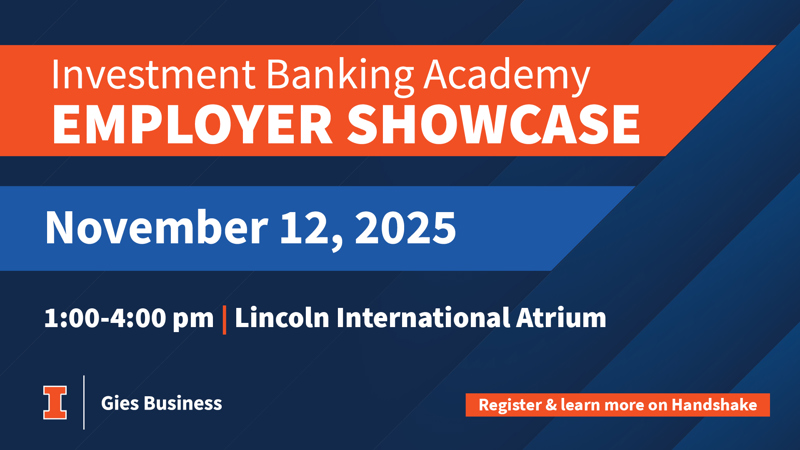 Investment Banking Academy
EMPLOYER SHOWCASE
November 12, 2025
1:00-4:00 pm | Lincoln International Atrium
I
Gies Business
Register & learn more on Handshake